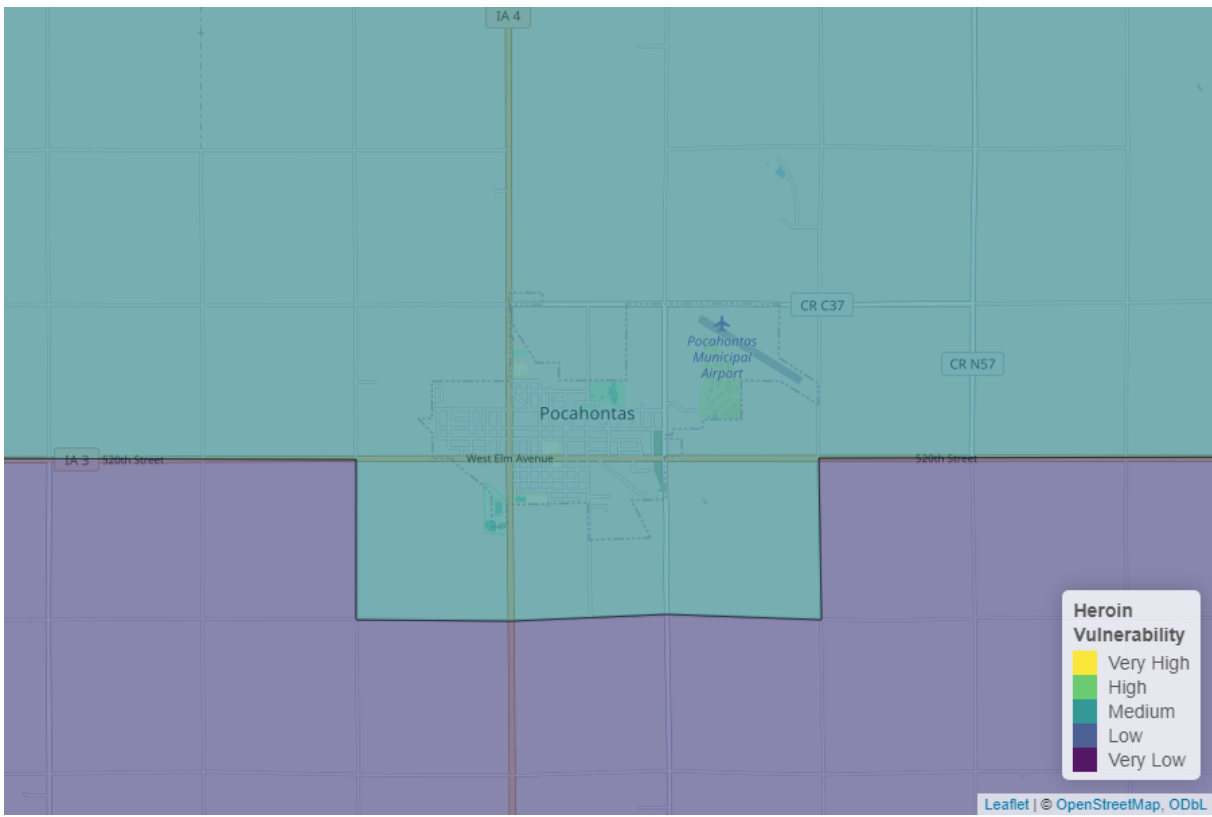 IA 4
CR C37
Pocahontas
Municipal
Airport
CR N57
Pocahontas
IA 3
520th Street
West Elm Avenue
520th Street
Heroin
Vulnerability
Very High
High
Medium
Low
Very Low
Leaflet | © OpenStreetMap, ODbL